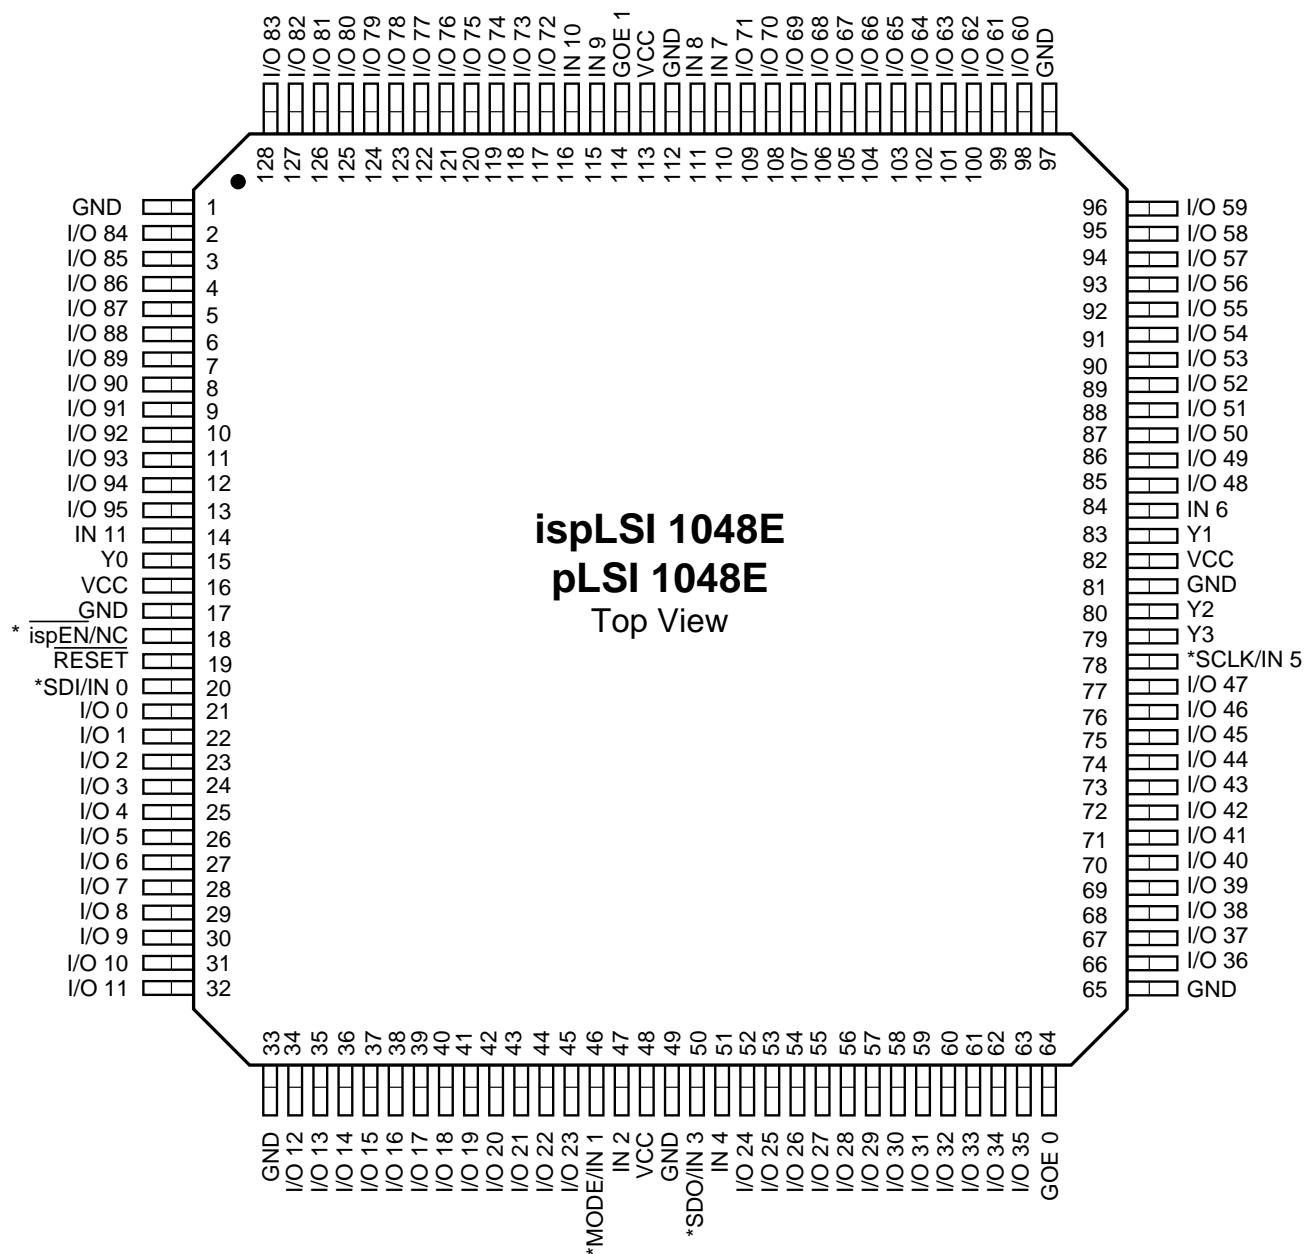 I/O 83
I/O 82
I/O 81
I/O 80
I/O 79
I/O 78
I/O 77
I/O 76
I/O 75
I/O 74
I/O 73
I/O 72
IN 10
IN 9
GOE 1
VCC
GND
IN 8
IN 7
I/O 71
I/O 70
I/O 69
I/O 68
I/O 67
I/O 66
I/O 65
I/O 64
I/O 63
I/O 62
I/O 61
I/O 60
GND
128
127
126
125
124
123
122
121
120
119
118
117
116
115
114
113
112
111
110
109
108
107
106
105
104
103
102
101
100
99
98
97
GND 1
I/O 84 2
I/O 85 3
I/O 86 4
I/O 87 5
I/O 88 6
I/O 89 7
I/O 90 8
I/O 91 9
I/O 92 10
I/O 93 11
I/O 94 12
I/O 95 13
IN 11 14
Y0 15
VCC 16
GND 17
* ispEN/NC 18
RESET 19
*SDI/IN 0 20
I/O 0 21
I/O 1 22
I/O 2 23
I/O 3 24
I/O 4 25
I/O 5 26
I/O 6 27
I/O 7 28
I/O 8 29
I/O 9 30
I/O 10 31
I/O 11 32
ispLSI 1048E
pLSI 1048E
Top View
96 I/O 59
95 I/O 58
94 I/O 57
93 I/O 56
92 I/O 55
91 I/O 54
90 I/O 53
89 I/O 52
88 I/O 51
87 I/O 50
86 I/O 49
85 I/O 48
84 IN 6
83 Y1
82 VCC
81 GND
80 Y2
79 Y3
78 *SCLK/IN 5
77 I/O 47
76 I/O 46
75 I/O 45
74 I/O 44
73 I/O 43
72 I/O 42
71 I/O 41
70 I/O 40
69 I/O 39
68 I/O 38
67 I/O 37
66 I/O 36
65 GND
33
34
35
36
37
38
39
40
41
42
43
44
45
46
47
48
49
50
51
52
53
54
55
56
57
58
59
60
61
62
63
64
GND
I/O 12
I/O 13
I/O 14
I/O 15
I/O 16
I/O 17
I/O 18
I/O 19
I/O 20
I/O 21
I/O 22
I/O 23
*MODE/IN 1
IN 2
VCC
GND
*SDO/IN 3
IN 4
I/O 24
I/O 25
I/O 26
I/O 27
I/O 28
I/O 29
I/O 30
I/O 31
I/O 32
I/O 33
I/O 34
I/O 35
GOE 0